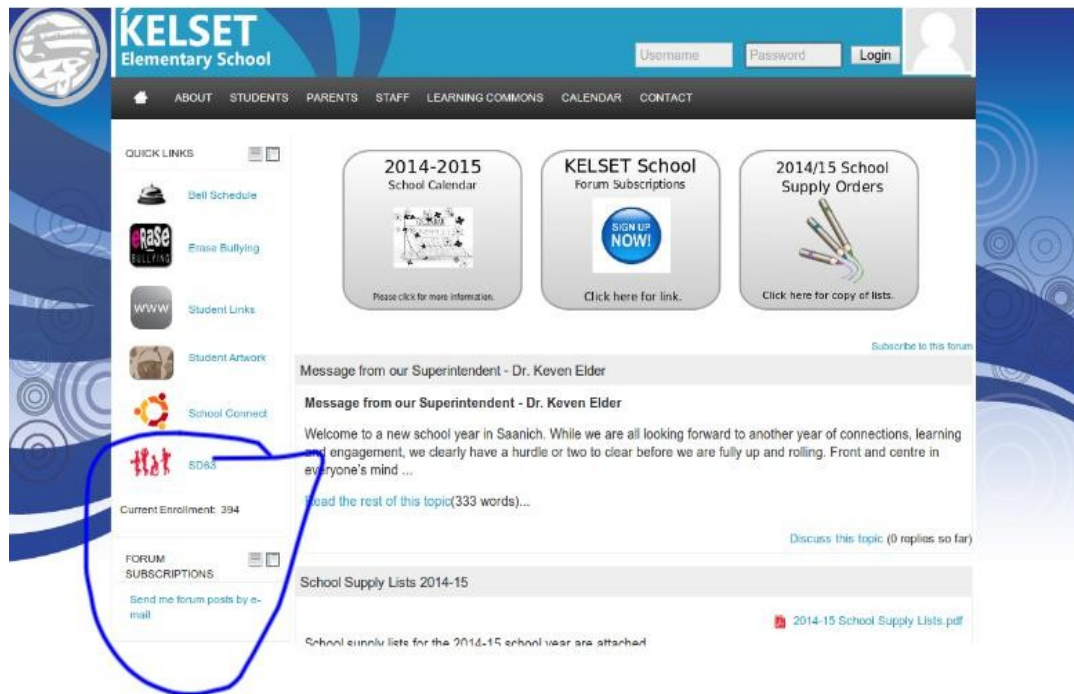 KELSET
Elementary School
Username
Password
Login
ABOUT STUDENTS PARENTS STAFF LEARNING COMMONS CALENDAR CONTACT
QUICK LINKS
Bell Schedule
eRaSe
BULLYING
Erase Bullying
WWW
Student Links
Student Artwork
School Connect
SD63
Current Enrollment: 394
FORUM
SUBSCRIPTIONS
Send me forum posts by e-
mail
2014-2015
School Calendar
Please click for more information.
KELSET School
Forum Subscriptions
SIGN UP
NOW!
Click here for link.
2014/15 School
Supply Orders
Click here for copy of lists.
Subscribe to this forum
Message from our Superintendent - Dr. Keven Elder
Message from our Superintendent - Dr. Keven Elder
Welcome to a new school year in Saanich. While we are all looking forward to another year of connections, learning
and engagement, we clearly have a hurdle or two to clear before we are fully up and rolling. Front and centre in
everyone's mind ...
Read the rest of this topic(333 words)...
Discuss this topic (0 replies so far)
School Supply Lists 2014-15
2014-15 School Supply Lists.pdf
School supply lists for the 2014-15 school year are attached